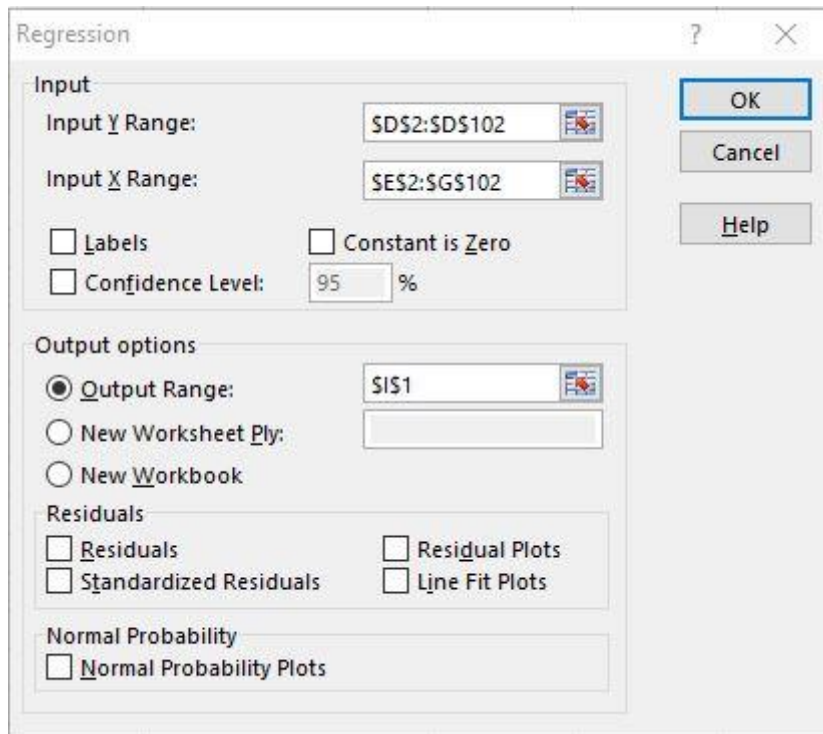 Regression ?
Input
OK
Input Y Range: $D$2:$D$102
Cancel
Input X Range: $E$2:$G$102
Help
Labels Constant is Zero
Confidence Level: 95 %
Output options
Output Range: $I$1
New Worksheet Ply:
New Workbook
Residuals
Residuals Residual Plots
Standardized Residuals Line Fit Plots
Normal Probability
Normal Probability Plots